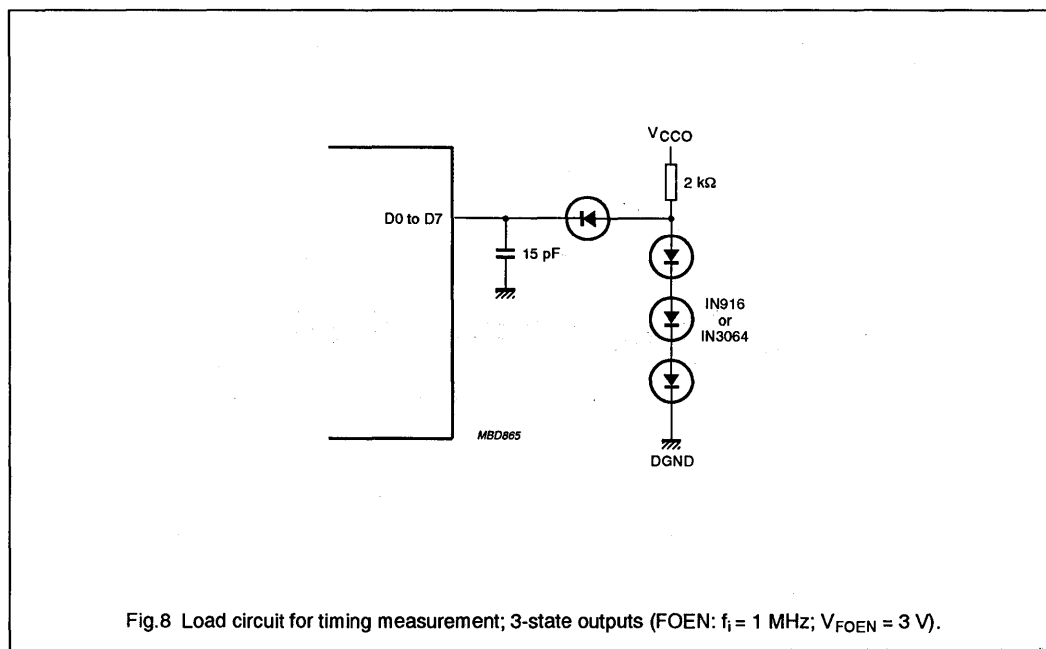 VCCO
2 kΩ
D0 to D7
15 pF
IN916
or
IN3064
MBD865
DGND
Fig.8 Load circuit for timing measurement; 3-state outputs (FOEN: fi = 1 MHz; VFOEN = 3 V).